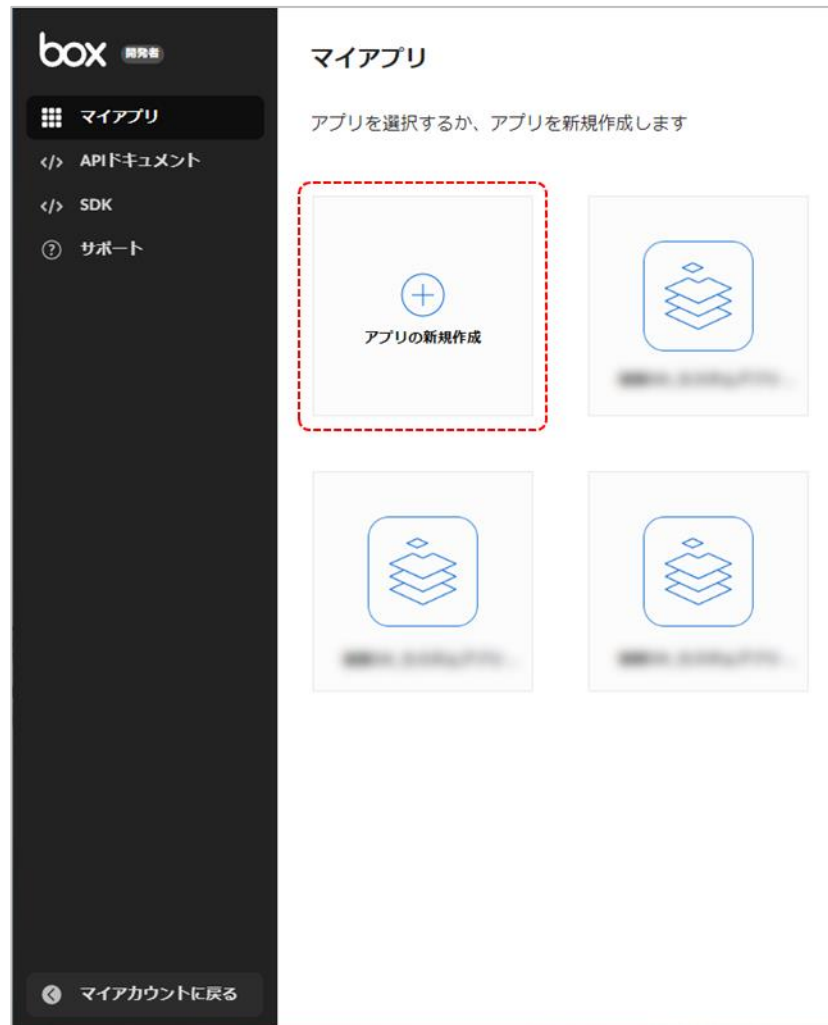 box 開発者
マイアプリ
APIドキュメント
SDK
サポート
マイアカウントに戻る
マイアプリ
アプリを選択するか、アプリを新規作成します
アプリの新規作成